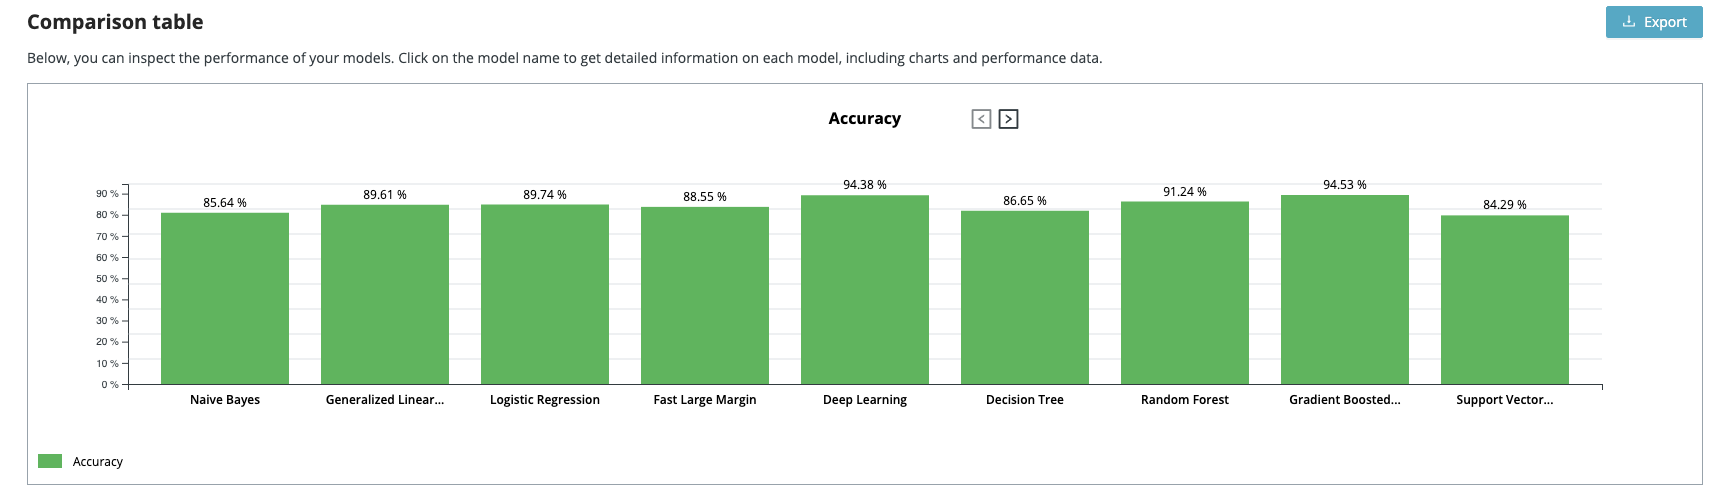 Comparison table
Export
Below, you can inspect the performance of your models. Click on the model name to get detailed information on each model, including charts and performance data.
Accuracy
90 %
80 %
70 %
60 %
50 %
40 %
30 %
20 %
10 %
0 %
85.64 %
89.61 %
89.74 %
88.55 %
94.38 %
86.65 %
91.24 %
94.53 %
84.29 %
Naive Bayes
Generalized Linear...
Logistic Regression
Fast Large Margin
Deep Learning
Decision Tree
Random Forest
Gradient Boosted...
Support Vector...
Accuracy